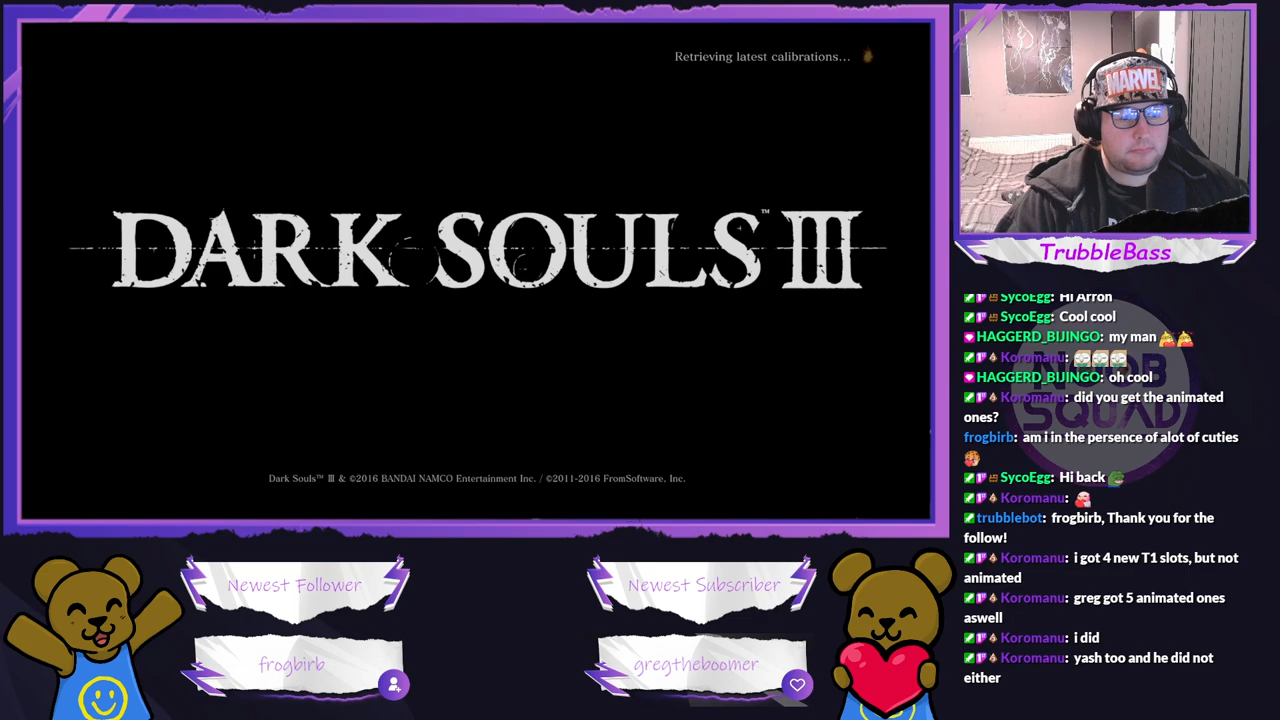 Retrieving latest calibrations...
DARK SOULS™ III
Dark Souls™ III & ©2016 BANDAI NAMCO Entertainment Inc. / ©2011-2016 FromSoftware, Inc.
MARVEL
TrubbleBass
SycoEgg: Hi Arron
SycoEgg: Cool cool
HAGGERD_BIJINGO: my man
Koromanu:
HAGGERD_BIJINGO: oh cool
Koromanu: did you get the animated
ones?
frogbirb: am i in the persence of alot of cuties
SycoEgg: Hi back
Koromanu:
trubblebot: frogbirb, Thank you for the
follow!
Koromanu: i got 4 new T1 slots, but not
animated
Koromanu: greg got 5 animated ones
aswell
Koromanu: i did
Koromanu: yash too and he did not
either
NOOB
SQUAD
Newest Follower
frogbirb
Newest Subscriber
gregtheboomer